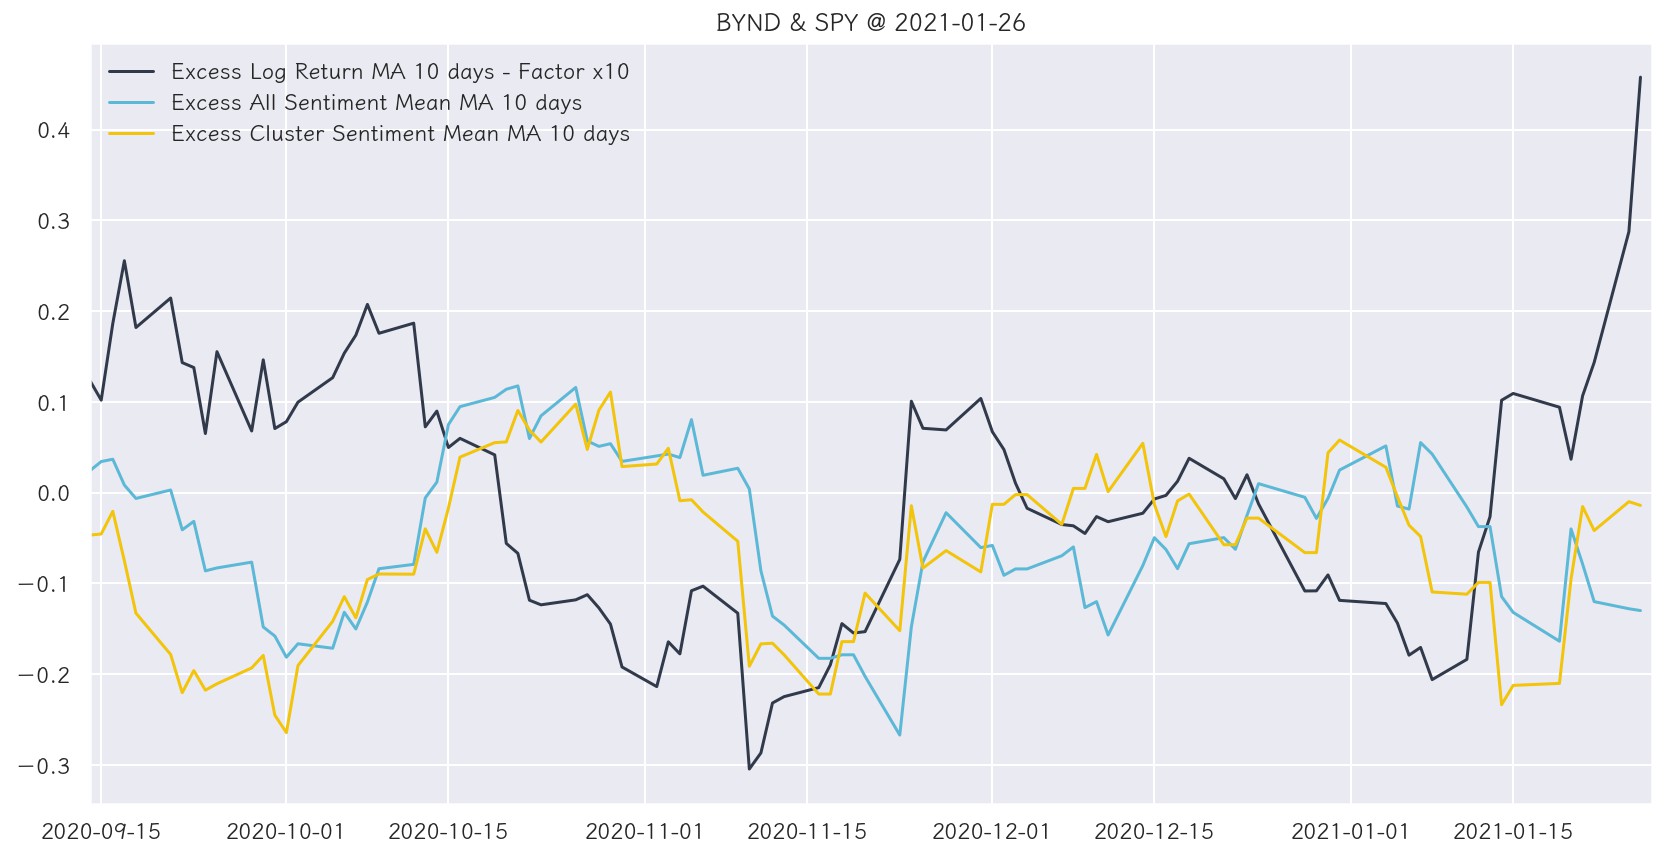 BYND & SPY @ 2021-01-26
Excess Log Return MA 10 days - Factor x10
Excess All Sentiment Mean MA 10 days
Excess Cluster Sentiment Mean MA 10 days
0.4
0.3
0.2
0.1
0.0
−0.1
−0.2
−0.3
2020-09-15 2020-10-01 2020-10-15 2020-11-01 2020-11-15 2020-12-01 2020-12-15 2021-01-01 2021-01-15